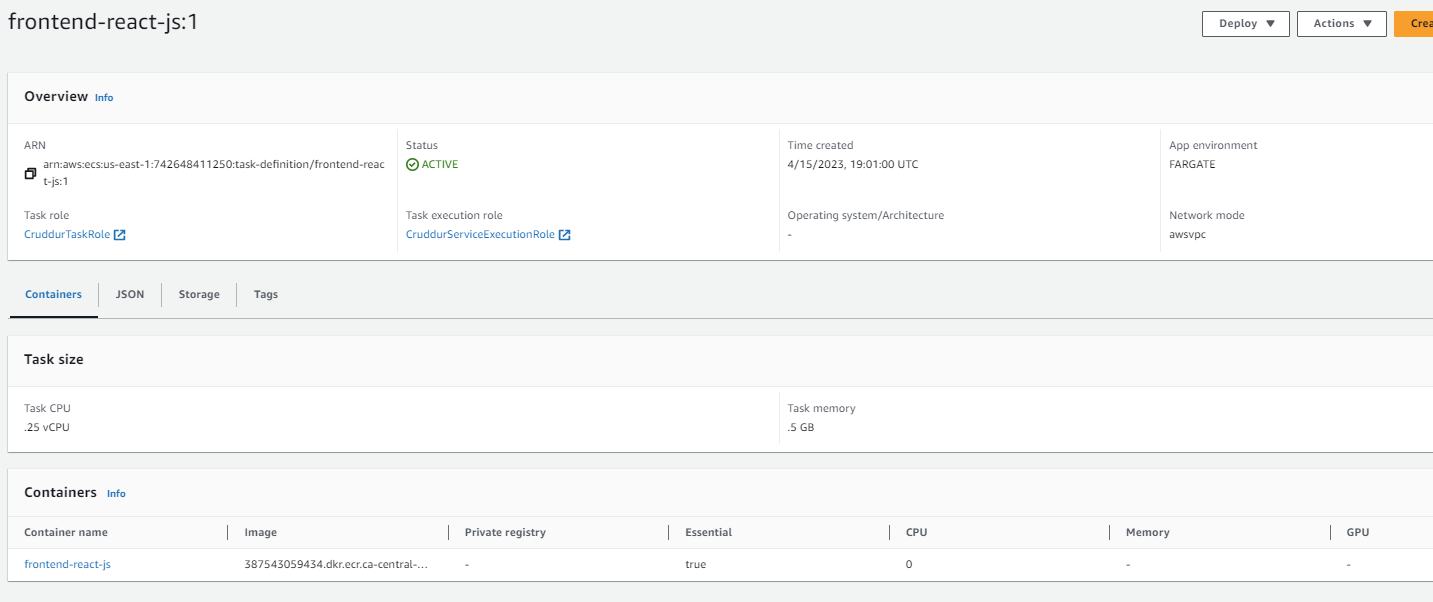 frontend-react-js:1
Deploy ▼
Actions ▼
Overview Info
ARN
arn:aws:ecs:us-east-1:742648411250:task-definition/frontend-reac
t-js:1
Status
ACTIVE
Time created
4/15/2023, 19:01:00 UTC
App environment
FARGATE
Task role
CruddurTaskRole
Task execution role
CruddurServiceExecutionRole
Operating system/Architecture
-
Network mode
awsvpc
Containers
JSON
Storage
Tags
Task size
Task CPU
.25 vCPU
Task memory
.5 GB
Containers Info
Container name
Image
Private registry
Essential
CPU
Memory
GPU
frontend-react-js
387543059434.dkr.ecr.ca-central-...
-
true
0
-
-